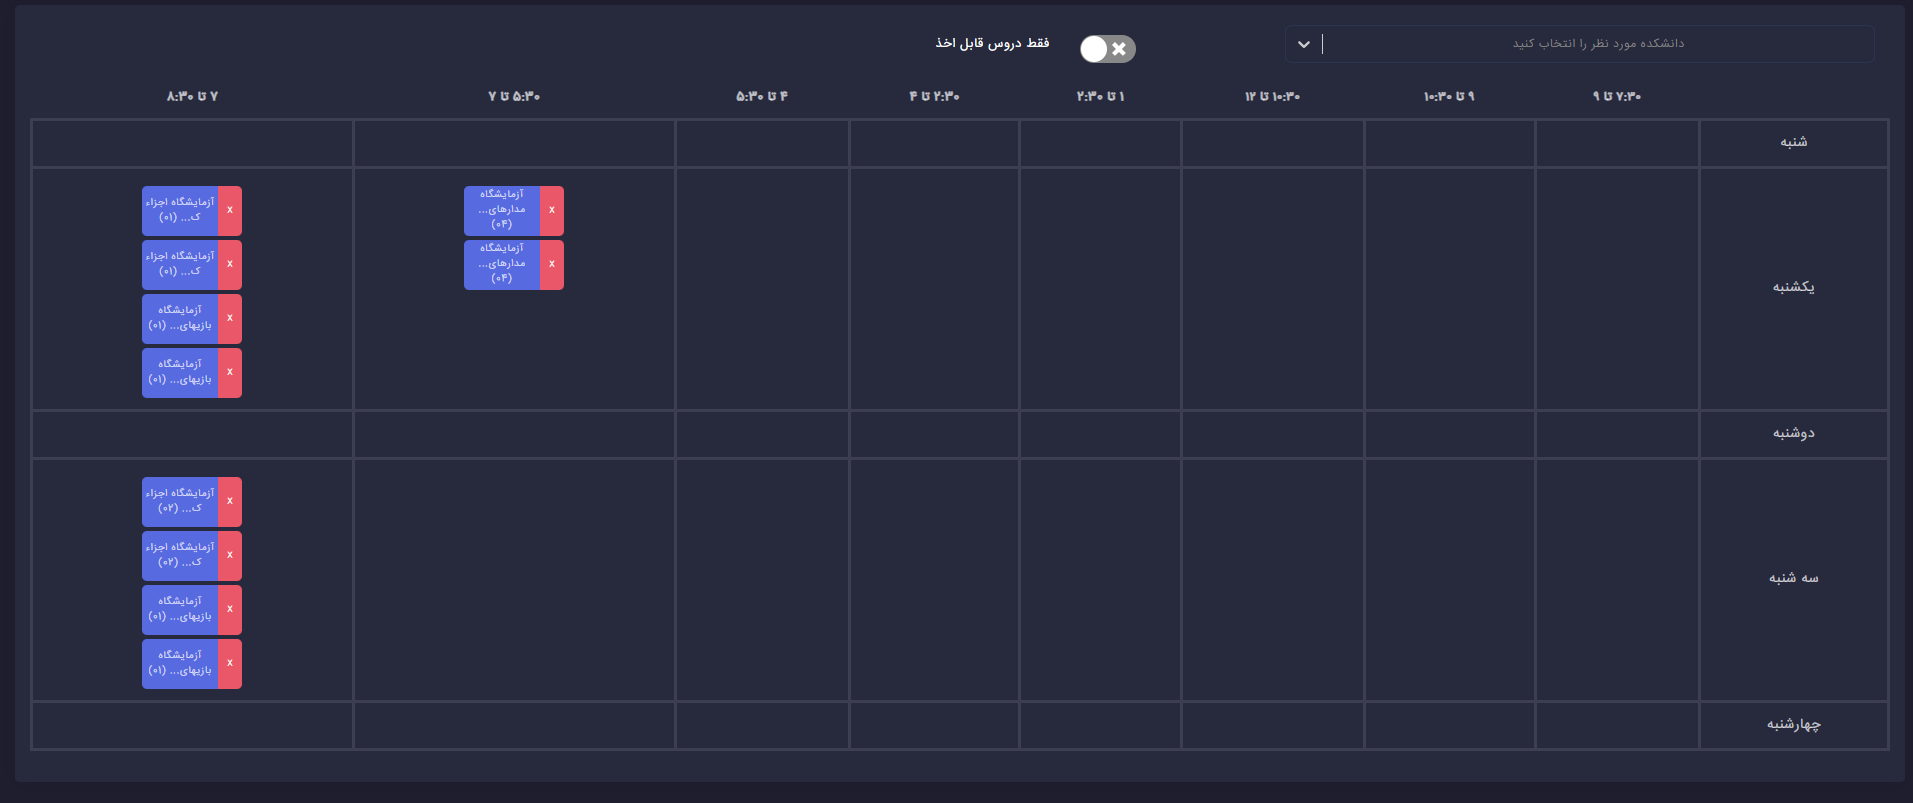 دانشکده مورد نظر را انتخاب کنید
فقط دروس قابل اخذ
۷:۳۰ تا ۹
۹ تا ۱۰:۳۰
۱۰:۳۰ تا ۱۲
۱ تا ۲:۳۰
۲:۳۰ تا ۴
۴ تا ۵:۳۰
۵:۳۰ تا ۷
۷ تا ۸:۳۰
شنبه
یکشنبه
x
آزمایشگاه
مدارهای...
(۰۴)
x
آزمایشگاه
مدارهای...
(۰۴)
x
آزمایشگاه اجزاء
ک... (۰۱)
x
آزمایشگاه اجزاء
ک... (۰۱)
x
آزمایشگاه
بازیهای... (۰۱)
x
آزمایشگاه
بازیهای... (۰۱)
دوشنبه
سه شنبه
x
آزمایشگاه اجزاء
ک... (۰۲)
x
آزمایشگاه اجزاء
ک... (۰۲)
x
آزمایشگاه
بازیهای... (۰۱)
x
آزمایشگاه
بازیهای... (۰۱)
چهارشنبه